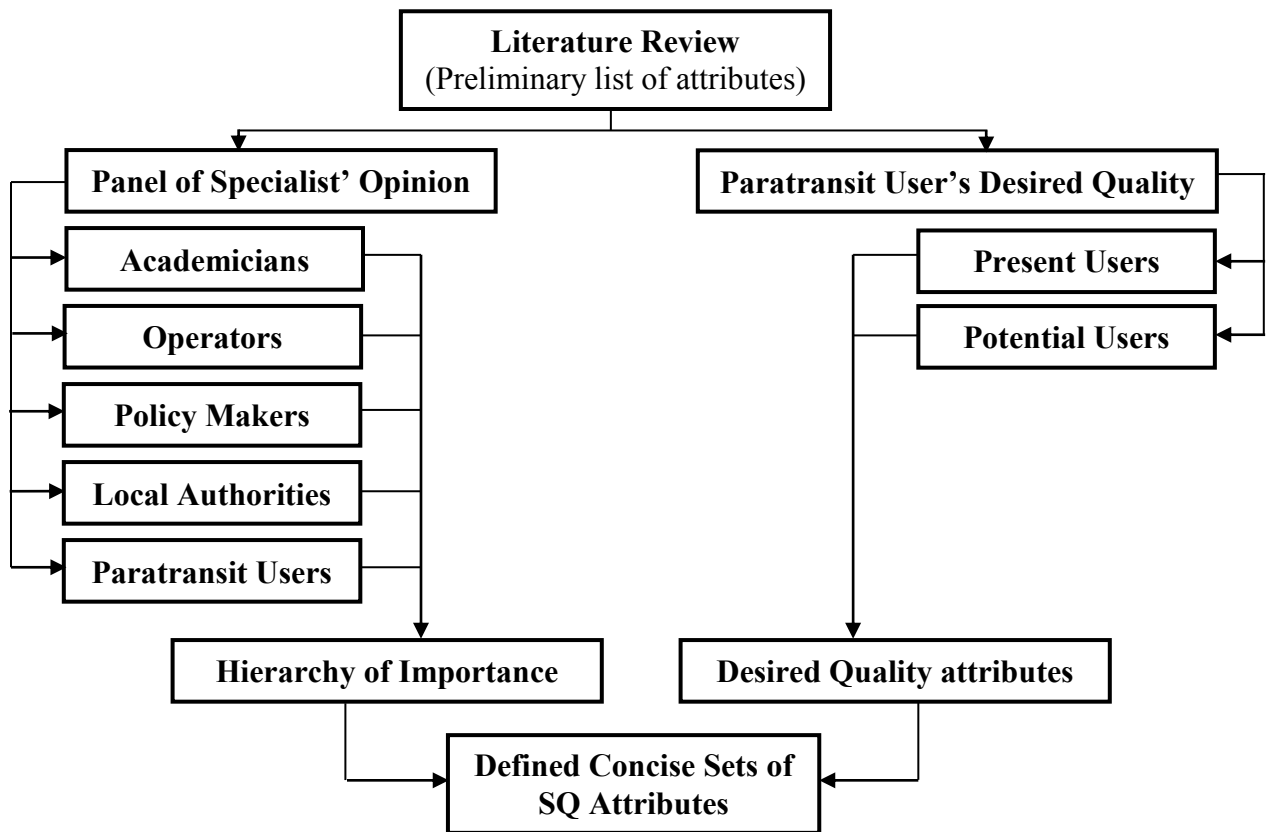 Literature Review
(Preliminary list of attributes)
Panel of Specialist’ Opinion
Paratransit User’s Desired Quality
Academicians
Present Users
Operators
Potential Users
Policy Makers
Local Authorities
Paratransit Users
Hierarchy of Importance
Desired Quality attributes
Defined Concise Sets of
SQ Attributes